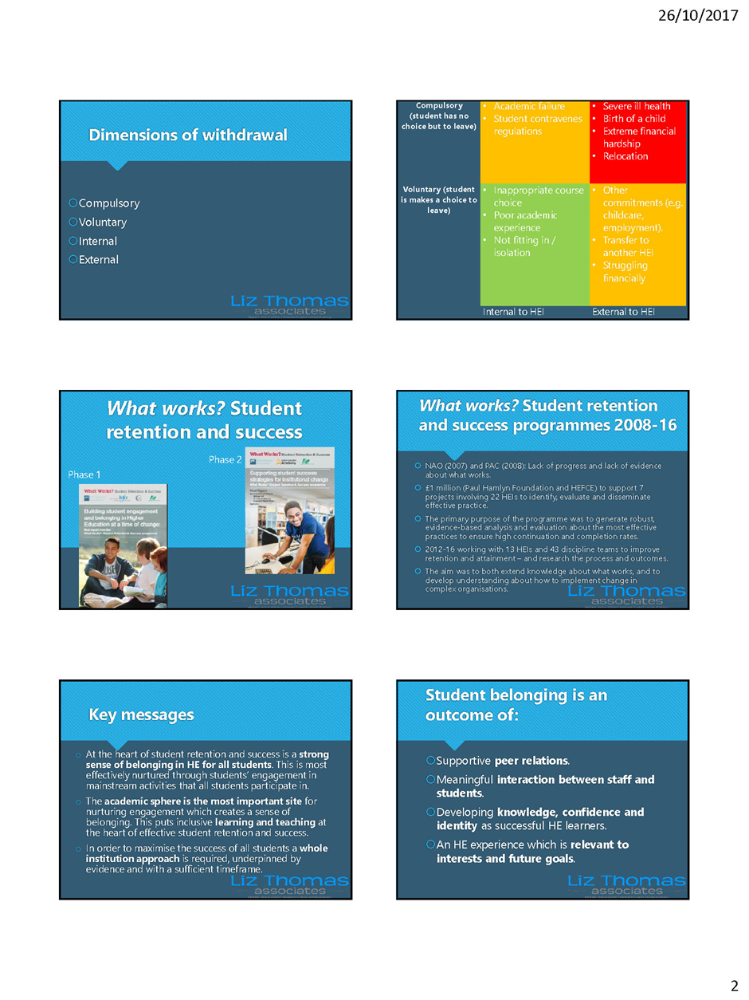 26/10/2017
Dimensions of withdrawal
Compulsory
Voluntary
Internal
External
Liz Thomas
associates
Compulsory
(student has no
choice but to leave)
• Academic failure
• Student contravenes
regulations
• Severe ill health
• Birth of a child
• Extreme financial
hardship
• Relocation
Voluntary (student
is makes a choice to
leave)
• Inappropriate course
choice
• Poor academic
experience
• Not fitting in /
isolation
• Other
commitments (e.g.
childcare,
employment).
• Transfer to
another HEI
• Struggling
financially
Internal to HEI
External to HEI
What works? Student
retention and success
Phase 2
Phase 1
What Works? Student Retention & Success
Supporting student success:
strategies for institutional change
What Works? Student Retention & Success programme
What Works? Student Retention & Success
Building student engagement
and belonging in Higher
Education at a time of change:
What Works? Student Retention & Success programme
Liz Thomas
associates
What works? Student retention
and success programmes 2008-16
NAO (2007) and PAC (2008): Lack of progress and lack of evidence
about what works.
£1 million (Paul Hamlyn Foundation and HEFCE) to support 7
projects involving 22 HEIs to identify, evaluate and disseminate
effective practice.
The primary purpose of the programme was to generate robust,
evidence-based analysis and evaluation about the most effective
practices to ensure high continuation and completion rates.
2012-16 working with 13 HEIs and 43 discipline teams to improve
retention and attainment – and research the process and outcomes.
The aim was to both extend knowledge about what works, and to
develop understanding about how to implement change in
complex organisations.
Liz Thomas
associates
Key messages
At the heart of student retention and success is a strong
sense of belonging in HE for all students. This is most
effectively nurtured through students’ engagement in
mainstream activities that all students participate in.
The academic sphere is the most important site for
nurturing engagement which creates a sense of
belonging. This puts inclusive learning and teaching at
the heart of effective student retention and success.
In order to maximise the success of all students a whole
institution approach is required, underpinned by
evidence and with a sufficient timeframe.
Liz Thomas
associates
Student belonging is an
outcome of:
Supportive peer relations.
Meaningful interaction between staff and
students.
Developing knowledge, confidence and
identity as successful HE learners.
An HE experience which is relevant to
interests and future goals.
Liz Thomas
associates
2